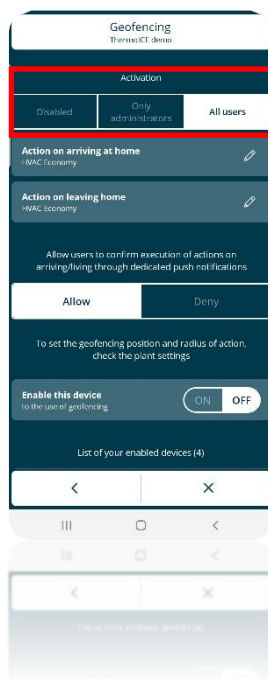 Geofencing
ThermoICE demo
Activation
Disabled
Only
administrators
All users
Action on arriving at home
HVAC Economy
Action on leaving home
HVAC Economy
Allow users to confirm execution of actions on
arriving/living through dedicated push notifications
Allow
Deny
To set the geofencing position and radius of action,
check the plant settings
Enable this device
to the use of geofencing
ON
OFF
List of your enabled devices (4)